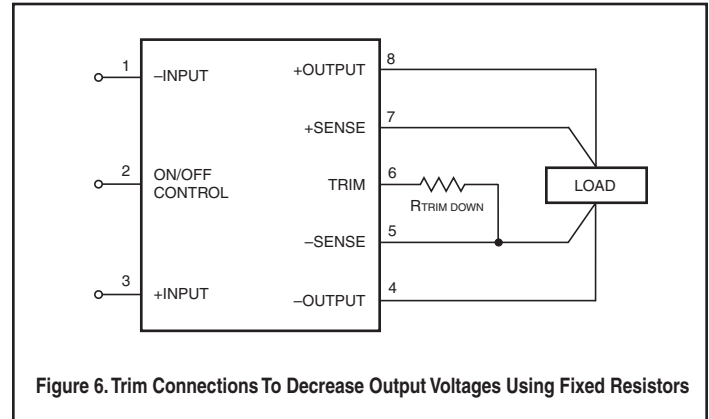 1
–INPUT
+OUTPUT
8
+SENSE
7
2
ON/OFF
CONTROL
TRIM
6
RTRIM DOWN
LOAD
–SENSE
5
3
+INPUT
–OUTPUT
4
Figure 6. Trim Connections To Decrease Output Voltages Using Fixed Resistors